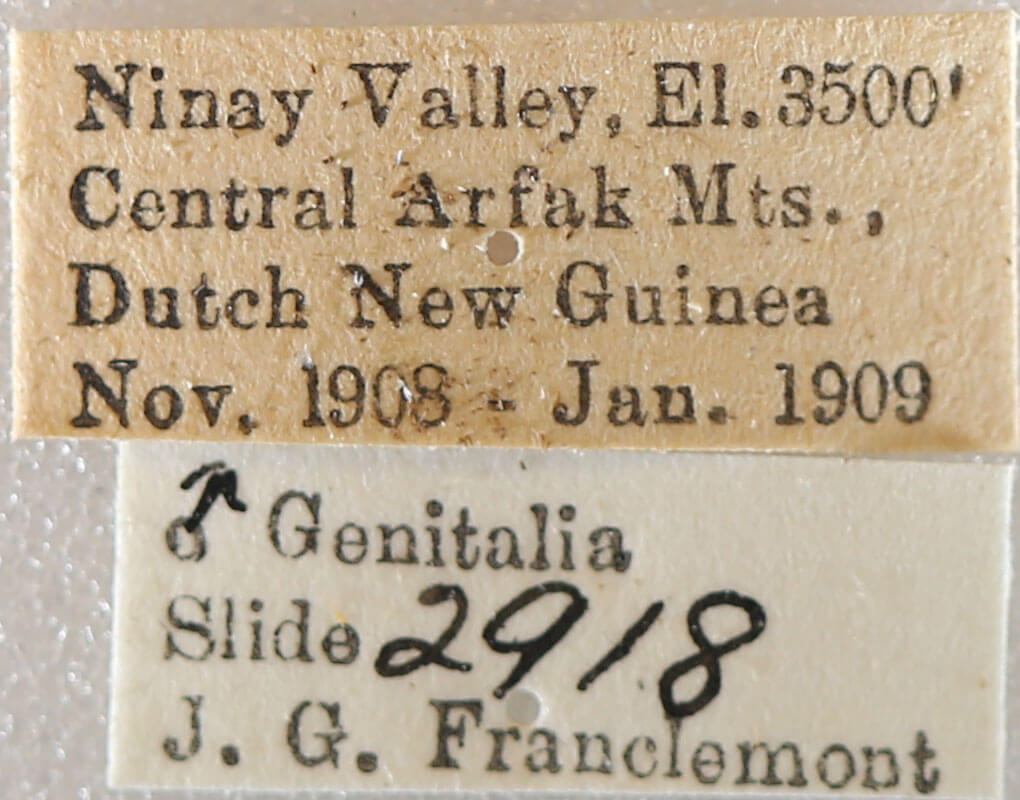 Ninay Valley, El. 3500'
Central Arfak Mts.,
Dutch New Guinea
Nov. 1908 - Jan. 1909
♂ Genitalia
Slide 2918
J. G. Franclemont